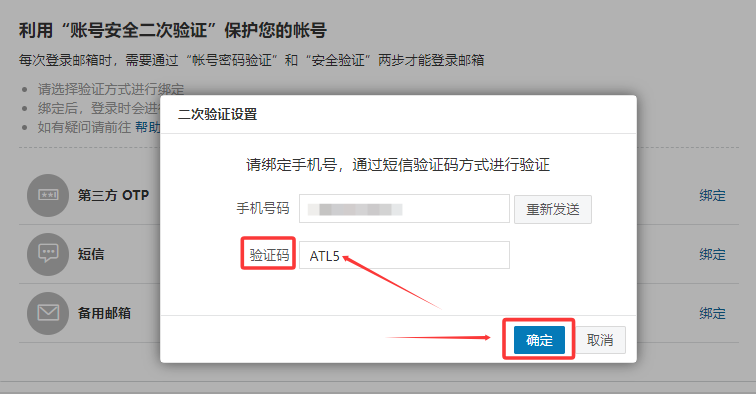 利用“账号安全二次验证”保护您的帐号
每次登录邮箱时，需要通过“帐号密码验证”和“安全验证”两步才能登录邮箱
请选择验证方式进行绑定
绑定后，登录时会进
如有疑问请前往 帮助
二次验证设置
请绑定手机号，通过短信验证码方式进行验证
手机号码 重新发送
验证码 ATL5
确定 取消
第三方 OTP 绑定
短信 绑定
备用邮箱 绑定